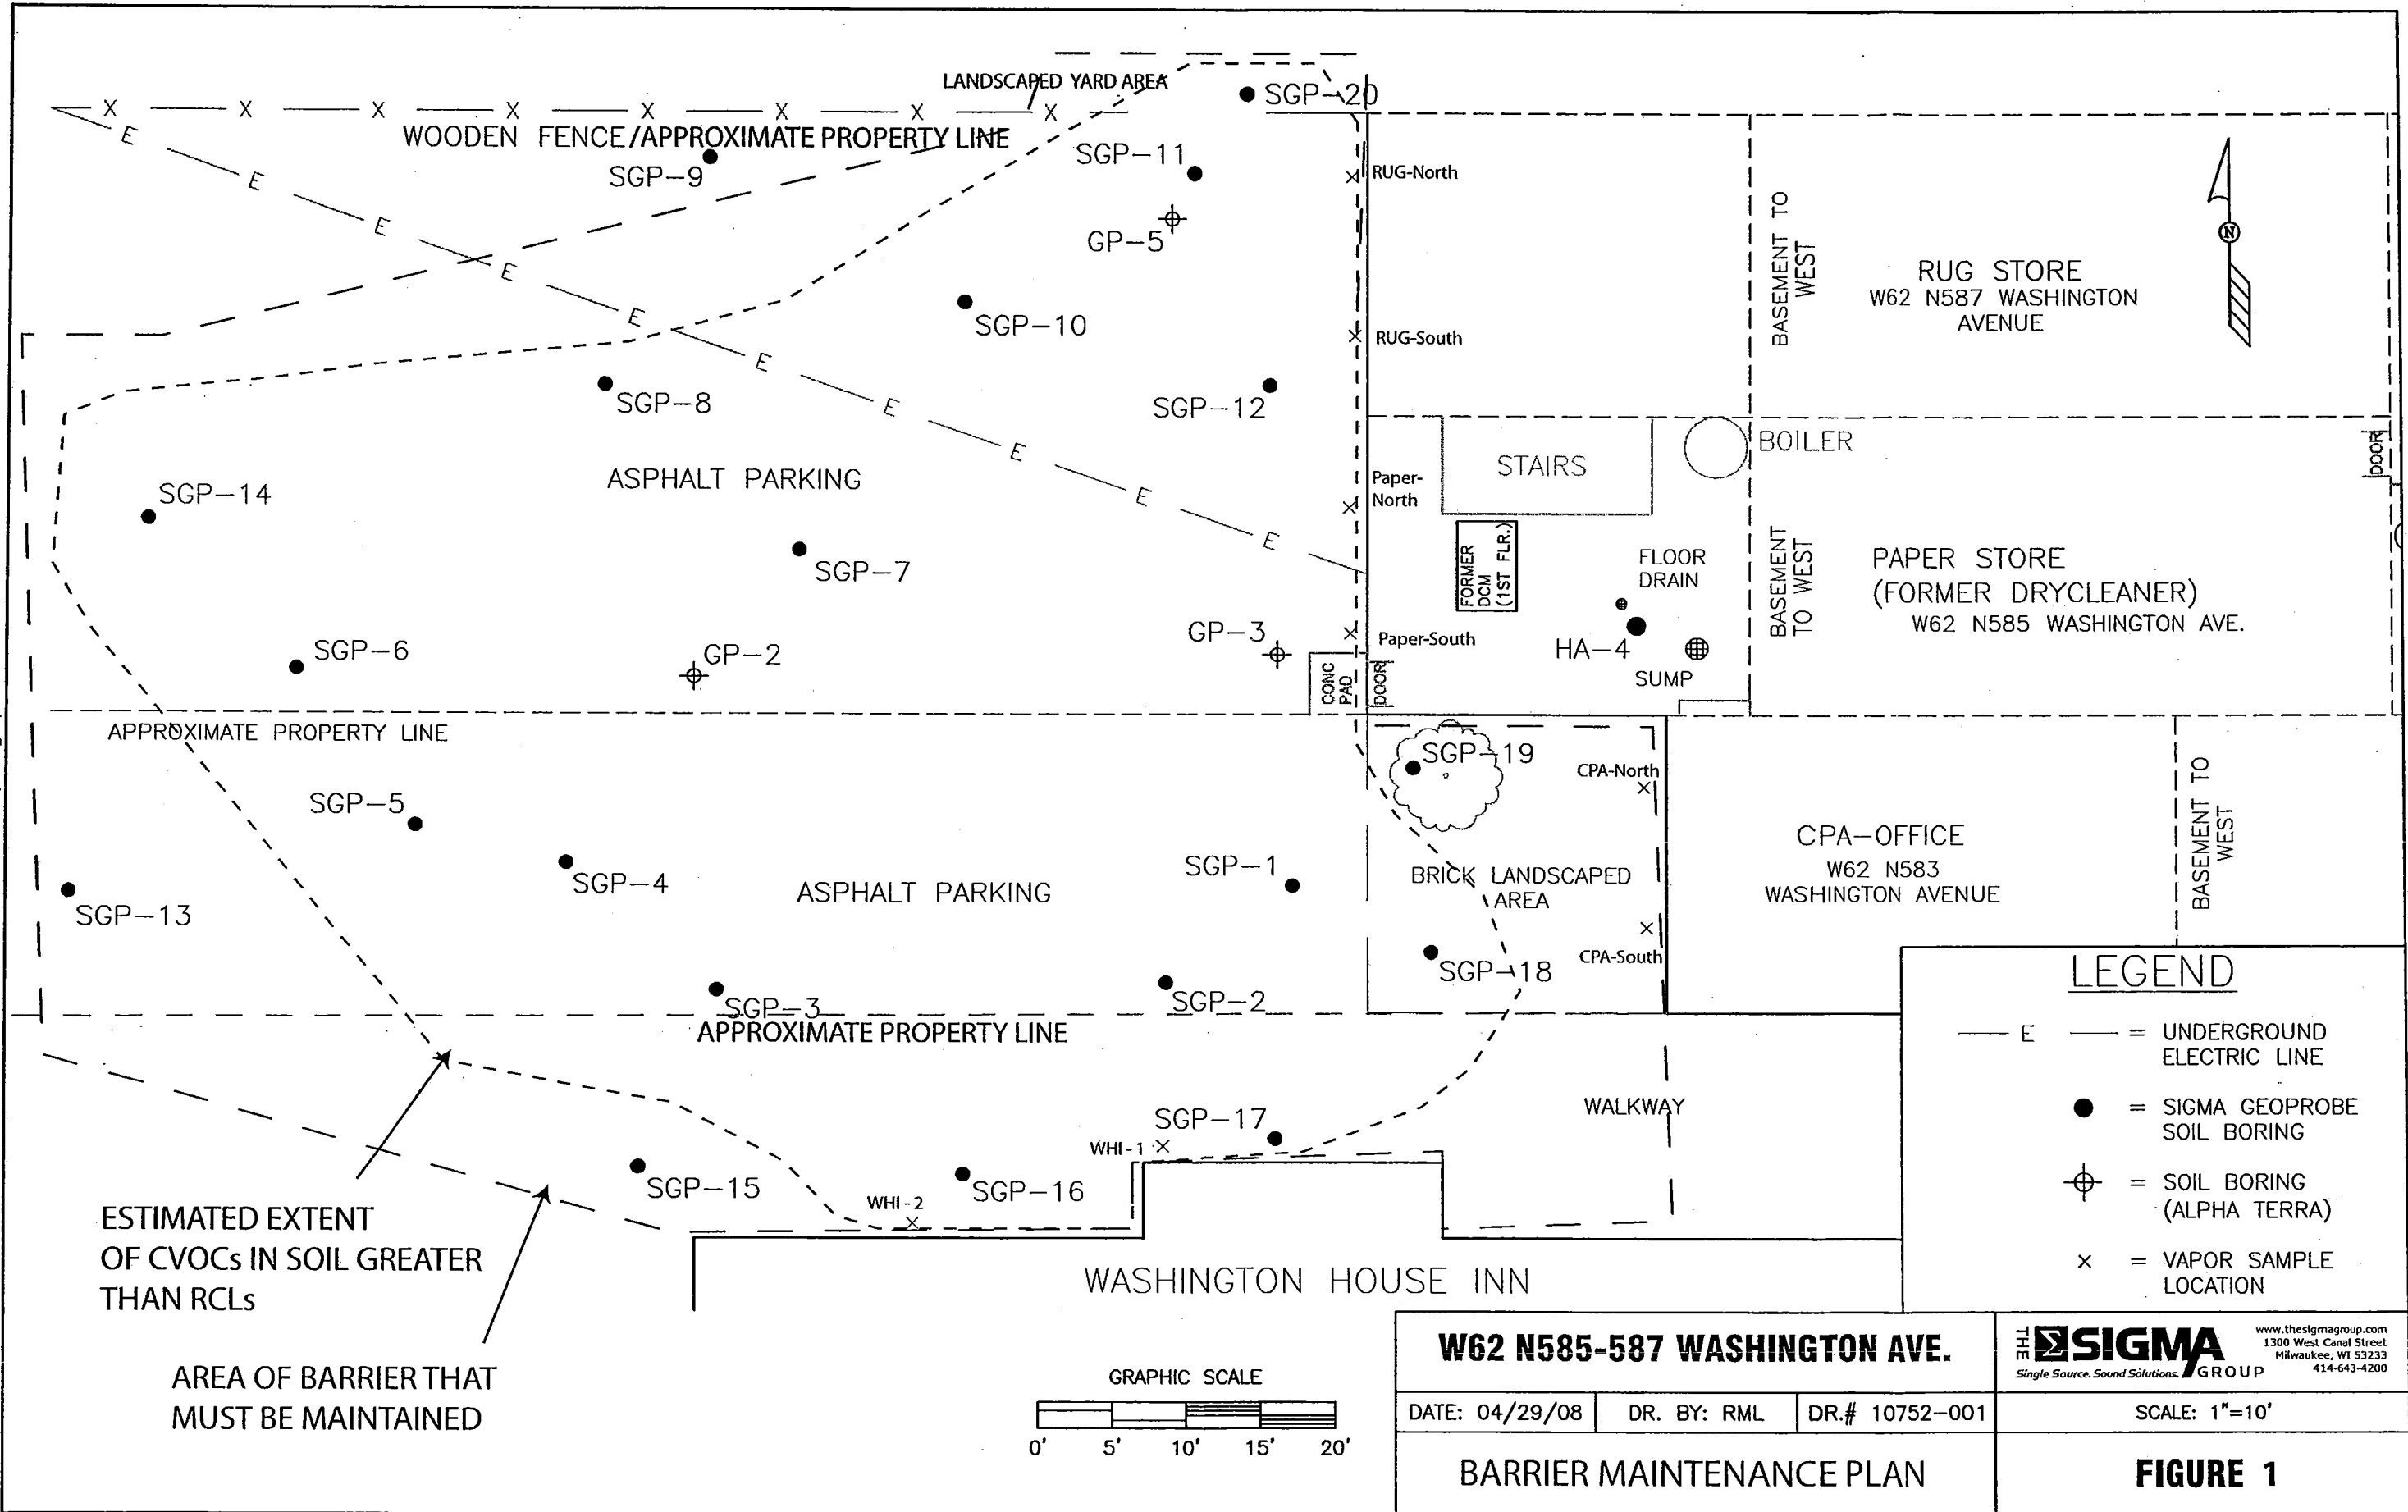 LANDSCAPED YARD AREA
SGP-20
X X X X X X X X
WOODEN FENCE/APPROXIMATE PROPERTY LINE
E
SGP-9
SGP-11
RUG-North
E
E
GP-5
BASEMENT TO
WEST
N
RUG STORE
W62 N587 WASHINGTON
AVENUE
E
E
SGP-10
RUG-South
E
SGP-8
E
SGP-12
E
BOILER
DOOR
STAIRS
ASPHALT PARKING
SGP-14
Paper-
North
E
E
SGP-7
FORMER
DCM
(1ST FLR.)
FLOOR
DRAIN
BASEMENT
TO WEST
PAPER STORE
(FORMER DRYCLEANER)
W62 N585 WASHINGTON AVE.
SGP-6
GP-2
GP-3
Paper-South
HA-4
SUMP
CONC
PAD
DOOR
APPROXIMATE PROPERTY LINE
SGP-19
CPA-North
SGP-5
SGP-4
SGP-1
BASEMENT TO
WEST
CPA-OFFICE
W62 N583
WASHINGTON AVENUE
BRICK LANDSCAPED
AREA
ASPHALT PARKING
SGP-13
CPA-South
SGP-18
SGP-3
SGP-2
APPROXIMATE PROPERTY LINE
WALKWAY
SGP-17
WHI-1
SGP-15
SGP-16
WHI-2
ESTIMATED EXTENT
OF CVOCs IN SOIL GREATER
THAN RCLs
AREA OF BARRIER THAT
MUST BE MAINTAINED
WASHINGTON HOUSE INN
LEGEND
E = UNDERGROUND
ELECTRIC LINE
= SIGMA GEOPROBE
SOIL BORING
= SOIL BORING
(ALPHA TERRA)
× = VAPOR SAMPLE
LOCATION
GRAPHIC SCALE
0' 5' 10' 15' 20'
W62 N585-587 WASHINGTON AVE.
DATE: 04/29/08
DR. BY: RML
DR.# 10752-001
BARRIER MAINTENANCE PLAN
THE Σ SIGMA
GROUP
Single Source. Sound Solutions.
www.thesigmagroup.com
1300 West Canal Street
Milwaukee, WI 53233
414-643-4200
SCALE: 1"=10'
FIGURE 1